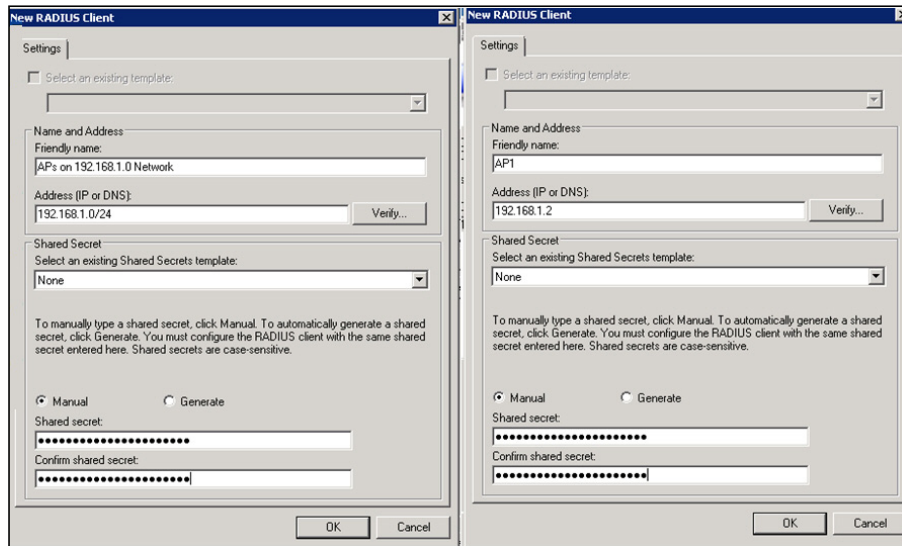 New RADIUS Client
Settings
Select an existing template:
Name and Address
Friendly name:
APs on 192.168.1.0 Network
Address (IP or DNS):
192.168.1.0/24
Verify...
Shared Secret
Select an existing Shared Secrets template:
None
To manually type a shared secret, click Manual. To automatically generate a shared
secret, click Generate. You must configure the RADIUS client with the same shared
secret entered here. Shared secrets are case-sensitive.
Manual Generate
Shared secret:
Confirm shared secret:
OK Cancel
New RADIUS Client
Settings
Select an existing template:
Name and Address
Friendly name:
AP1
Address (IP or DNS):
192.168.1.2
Verify...
Shared Secret
Select an existing Shared Secrets template:
None
To manually type a shared secret, click Manual. To automatically generate a shared
secret, click Generate. You must configure the RADIUS client with the same shared
secret entered here. Shared secrets are case-sensitive.
Manual Generate
Shared secret:
Confirm shared secret:
OK Cancel